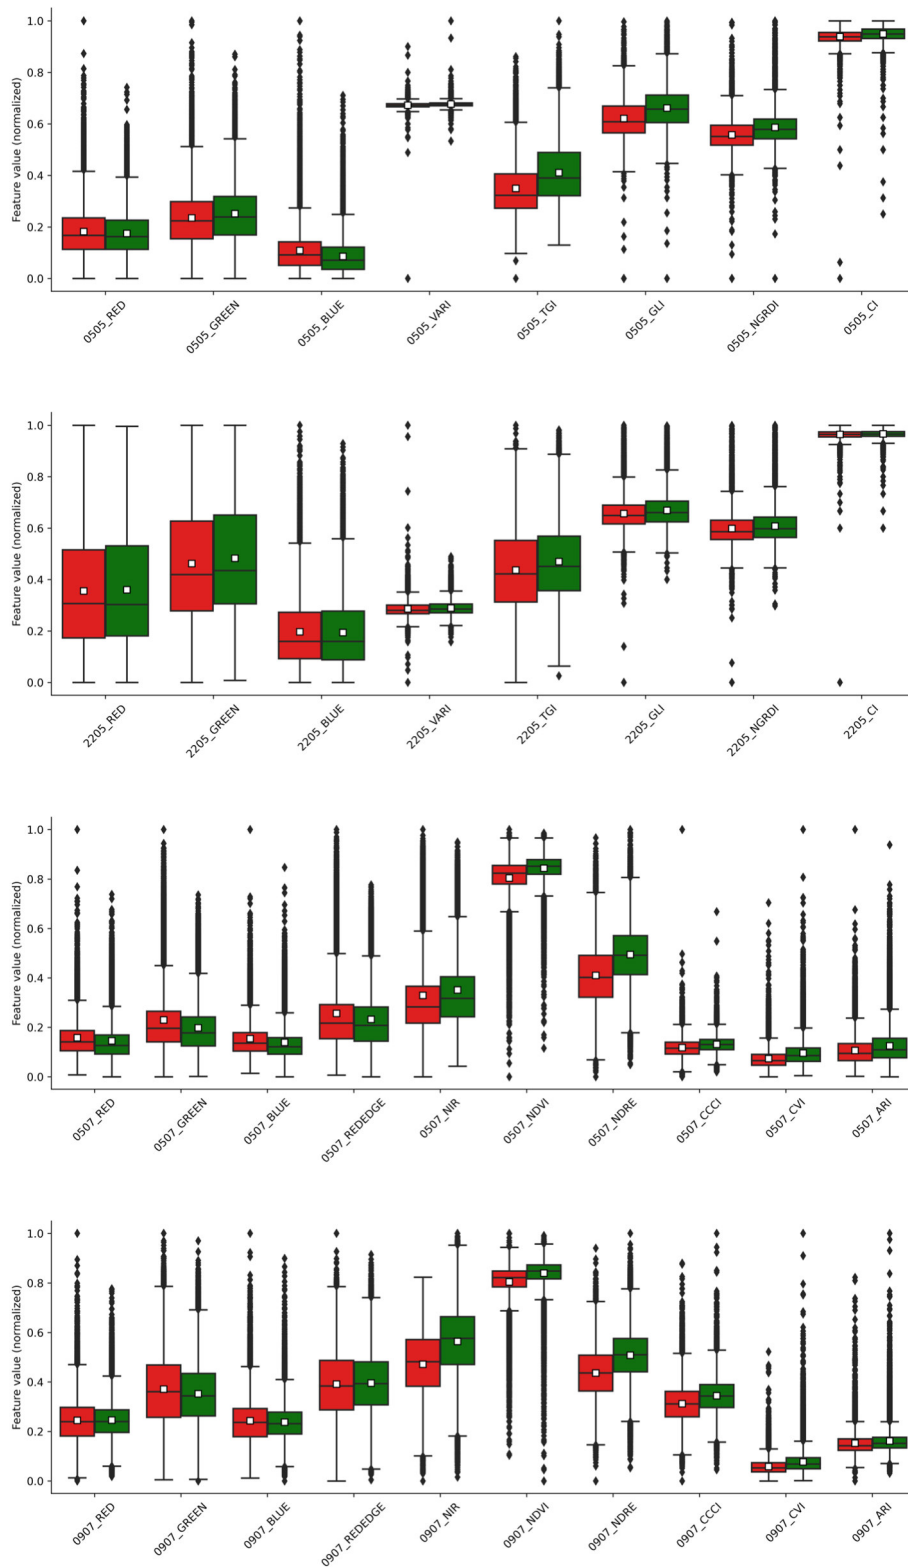 Feature value (normalized)
1.0
0.8
0.6
0.4
0.2
0.0
0505_RED
0505_GREEN
0505_BLUE
0505_VARI
0505_TGI
0505_GLI
0505_NGRDI
0505_CI
Feature value (normalized)
1.0
0.8
0.6
0.4
0.2
0.0
2205_RED
2205_GREEN
2205_BLUE
2205_VARI
2205_TGI
2205_GLI
2205_NGRDI
2205_CI
Feature value (normalized)
1.0
0.8
0.6
0.4
0.2
0.0
0507_RED
0507_GREEN
0507_BLUE
0507_REDEDGE
0507_NIR
0507_NDVI
0507_NDRE
0507_CCCI
0507_CVI
0507_ARI
Feature value (normalized)
1.0
0.8
0.6
0.4
0.2
0.0
0907_RED
0907_GREEN
0907_BLUE
0907_REDEDGE
0907_NIR
0907_NDVI
0907_NDRE
0907_CCCI
0907_CVI
0907_ARI